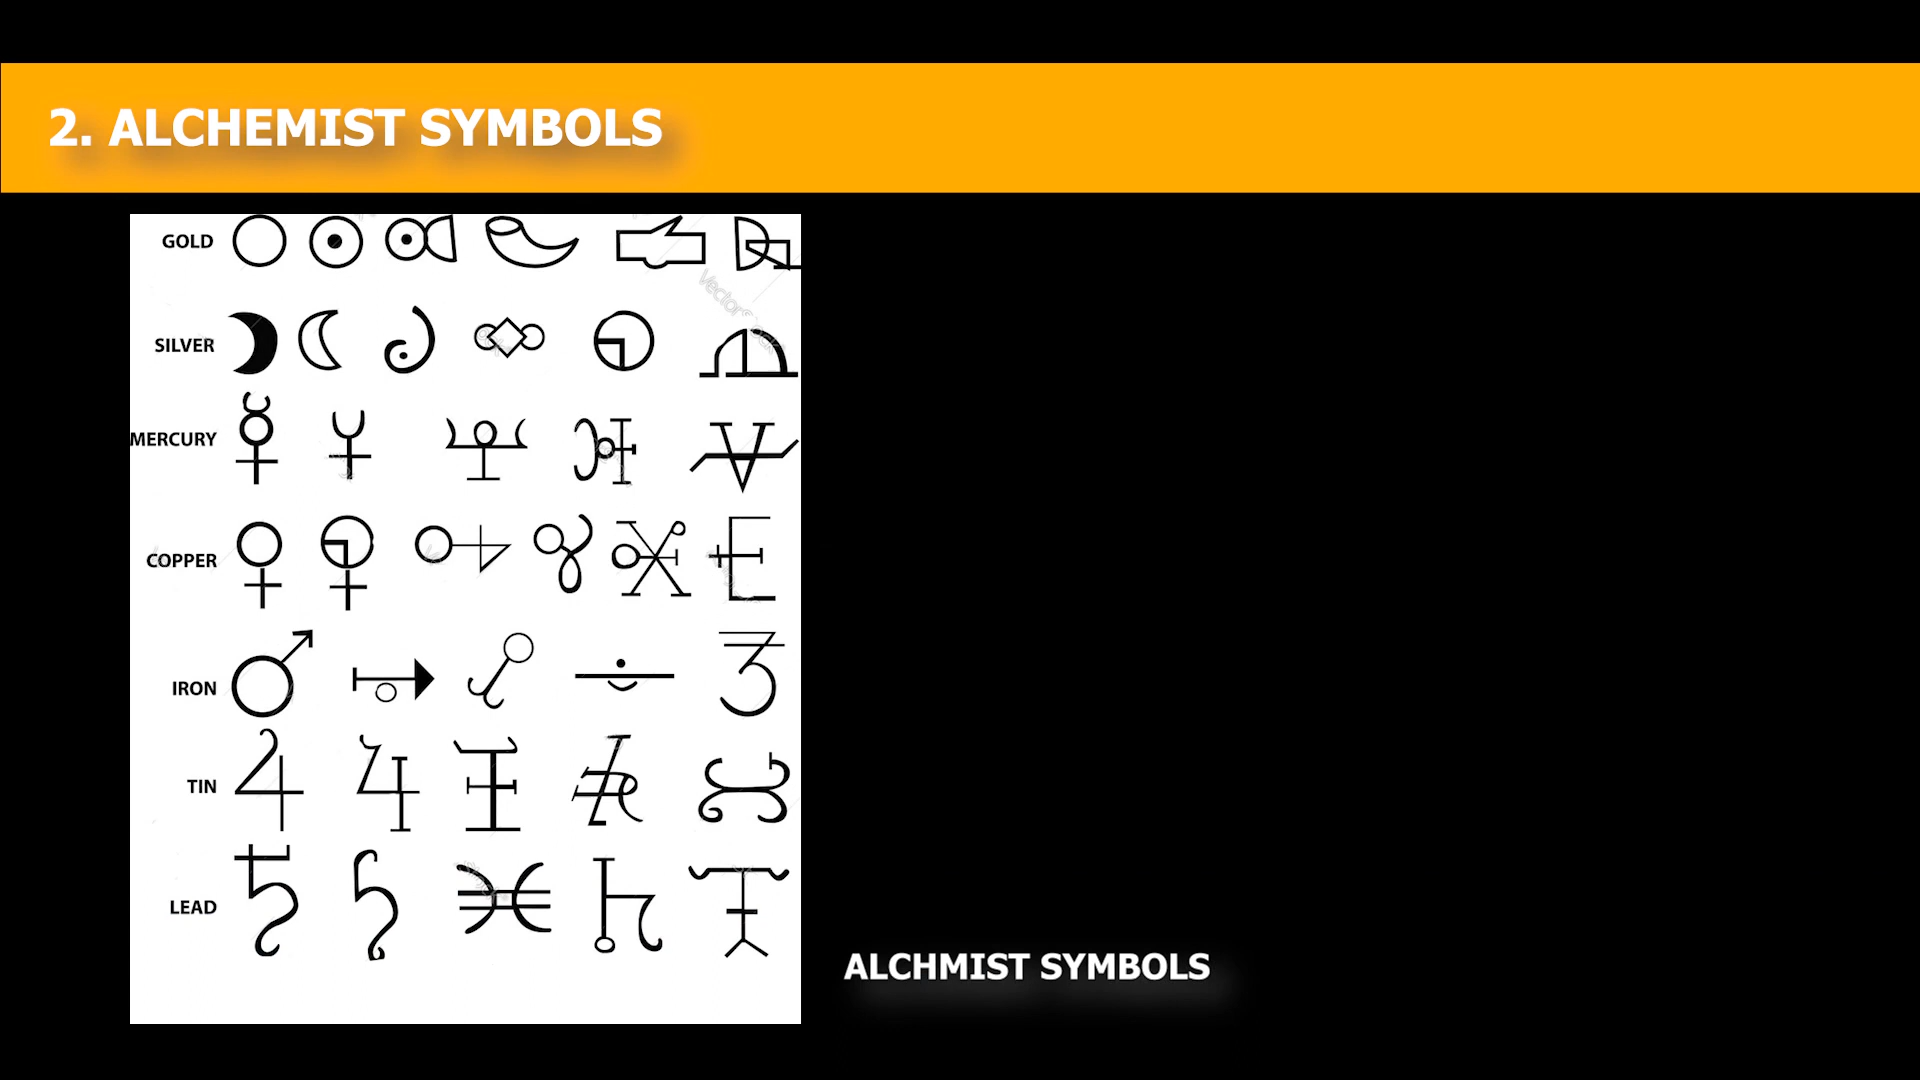 2. ALCHEMIST SYMBOLS
GOLD
SILVER
MERCURY
COPPER
IRON
TIN
LEAD
ALCHMIST SYMBOLS